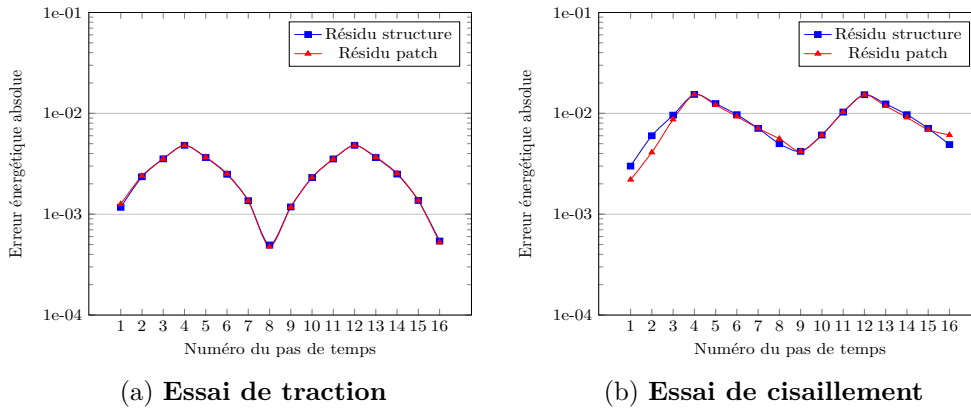 1e-01
1e-02
1e-03
1e-04
Erreur énergétique absolue
Résidu structure
Résidu patch
1 2 3 4 5 6 7 8 9 10 11 12 13 14 15 16
Numéro du pas de temps
(a) Essai de traction
1e-01
1e-02
1e-03
1e-04
Erreur énergétique absolue
Résidu structure
Résidu patch
1 2 3 4 5 6 7 8 9 10 11 12 13 14 15 16
Numéro du pas de temps
(b) Essai de cisaillement